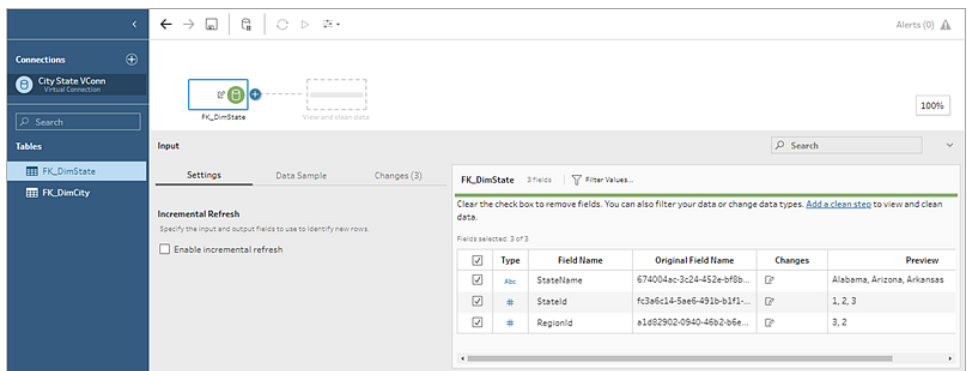 Alerts (0)
Connections
City State VConn
Virtual Connection
Search
Tables
FK_DimState
FK_DimCity
FK_DimState
View and clean data
100%
Input
Search
Settings
Data Sample
Changes (3)
Incremental Refresh
Specify the input and output fields to use to identify new rows.
Enable incremental refresh
FK_DimState 3 fields Filter Values...
Clear the check box to remove fields. You can also filter your data or change data types. Add a clean step to view and clean
data.
Fields selected: 3 of 3
Type Field Name Original Field Name Changes Preview
Abc StateName 674004ac-3c24-452e-bf8b... Alabama, Arizona, Arkansas
# StateId fc3a6c14-5ae6-491b-b1f1-... 1, 2, 3
# RegionId a1d82902-0940-46b2-b6e... 3, 2